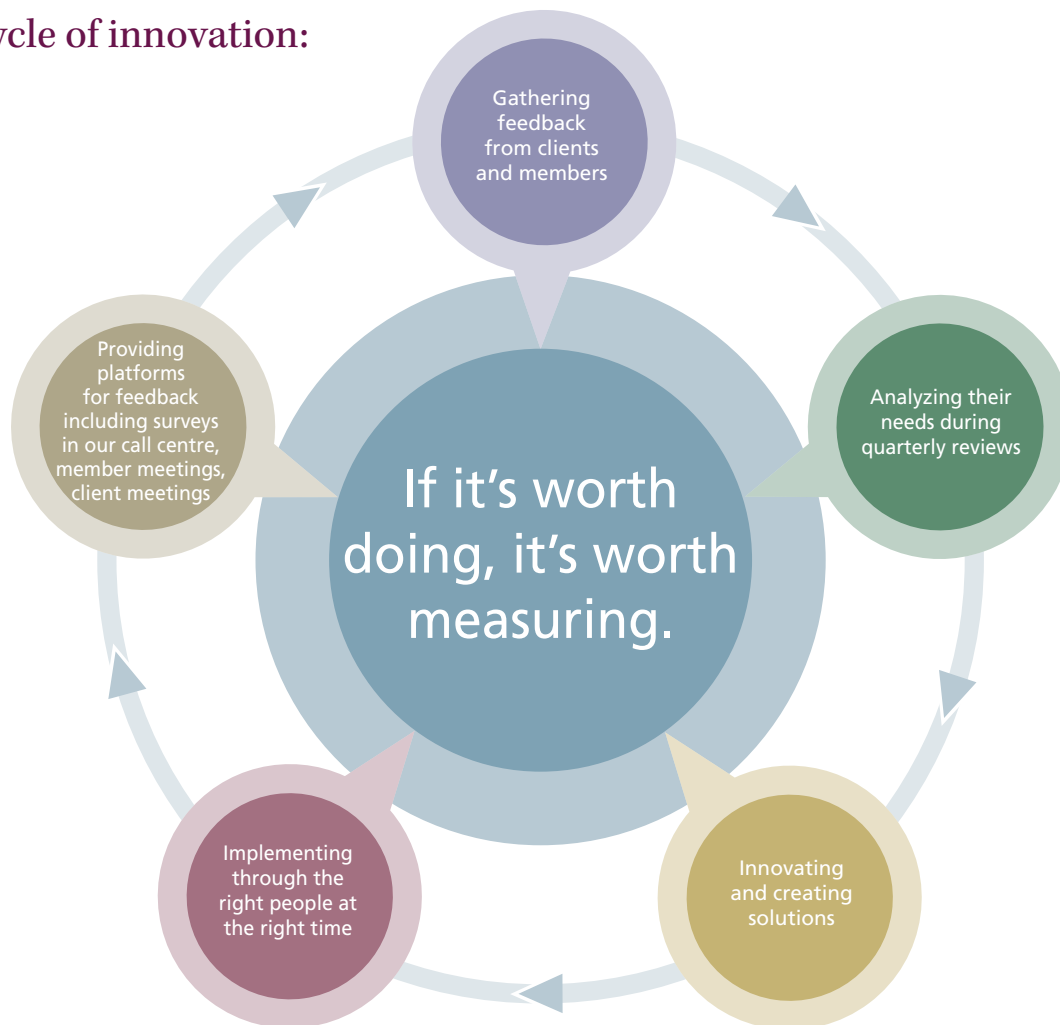 ycle of innovation:
Gathering
feedback
from clients
and members
Analyzing their
needs during
quarterly reviews
Innovating
and creating
solutions
Implementing
through the
right people at
the right time
Providing
platforms
for feedback
including surveys
in our call centre,
member meetings,
client meetings
If it's worth
doing, it's worth
measuring.